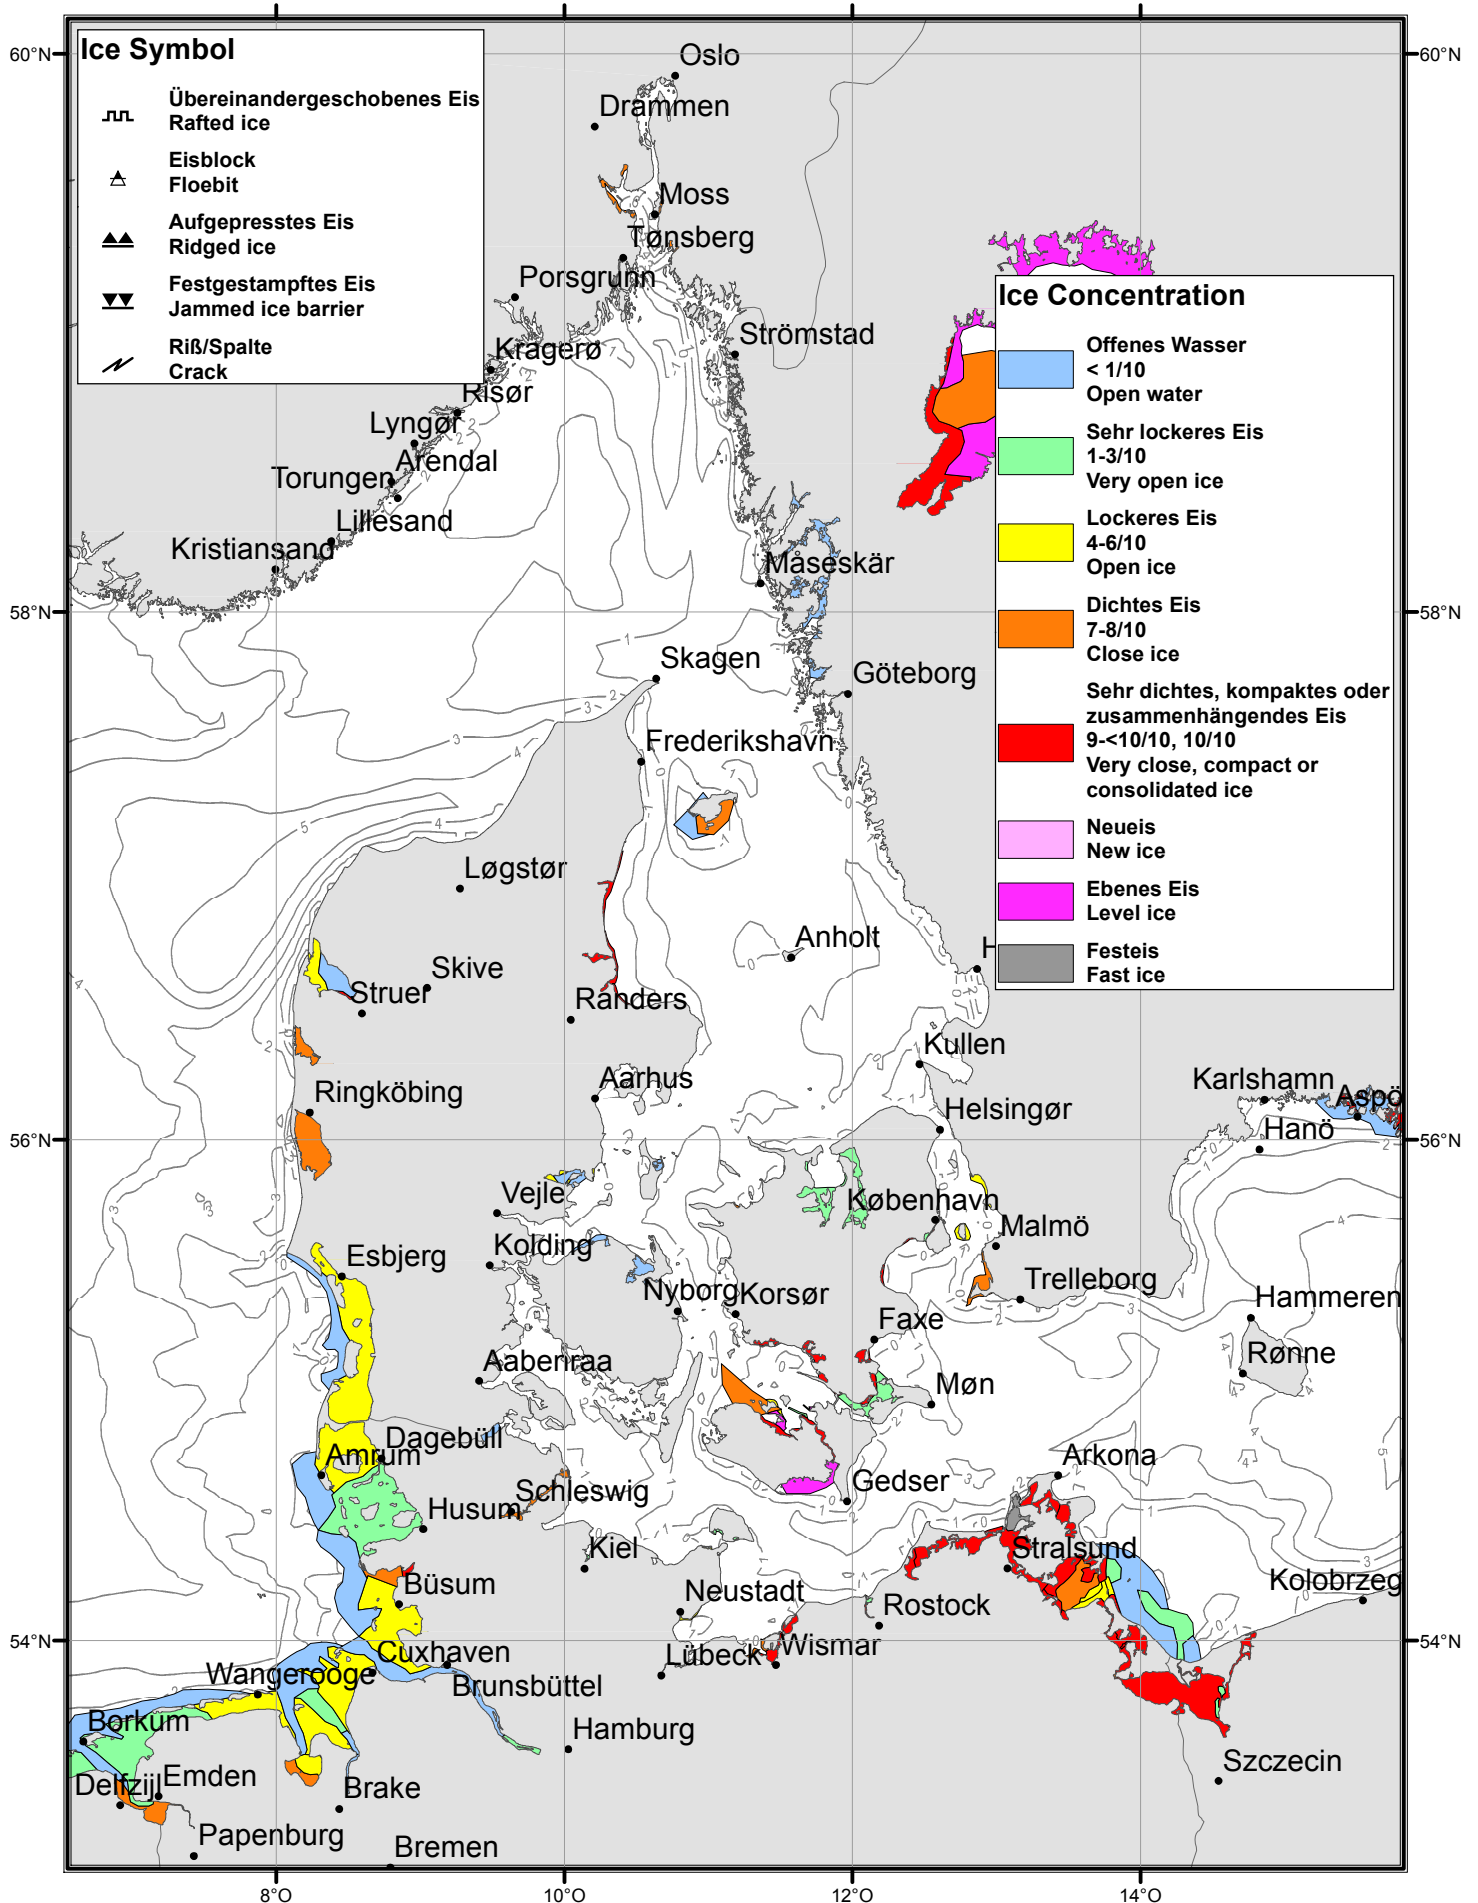 Ice Symbol
Übereinandergeschobenes Eis
Rafted ice
Eisblock
Floebit
Aufgepresstes Eis
Ridged ice
Festgestampftes Eis
Jammed ice barrier
Riß/Spalte
Crack
Ice Concentration
Offenes Wasser
< 1/10
Open water
Sehr lockeres Eis
1-3/10
Very open ice
Lockeres Eis
4-6/10
Open ice
Dichtes Eis
7-8/10
Close ice
Sehr dichtes, kompaktes oder
zusammenhängendes Eis
9-<10/10, 10/10
Very close, compact or
consolidated ice
Neueis
New ice
Ebenes Eis
Level ice
Festeis
Fast ice
60°N
60°N
58°N
58°N
56°N
56°N
54°N
54°N
8°O
10°O
12°O
14°O
Oslo
Drammen
Moss
Tønsberg
Porsgrunn
Strömstad
Kragerø
Risør
Lyngør
Arendal
Torungen
Lillesand
Kristiansand
Måseskär
Skagen
Göteborg
Frederikshavn
Løgstør
Anholt
H
Skive
Struer
Randers
Kullen
Aarhus
Karlshamn
Aspö
Ringköbing
Helsingør
Hanö
Vejle
København
Malmö
Kolding
Esbjerg
Trelleborg
Nyborg
Korsør
Hammeren
Faxe
Rønne
Aabenraa
Møn
Dagebüll
Amrum
Arkona
Schleswig
Gedser
Husum
Kiel
Stralsund
Büsum
Neustadt
Rostock
Kolobrzeg
Cuxhaven
Lübeck
Wismar
Wangerooge
Brunsbüttel
Borkum
Hamburg
Szczecin
Delfzijl
Emden
Brake
Papenburg
Bremen